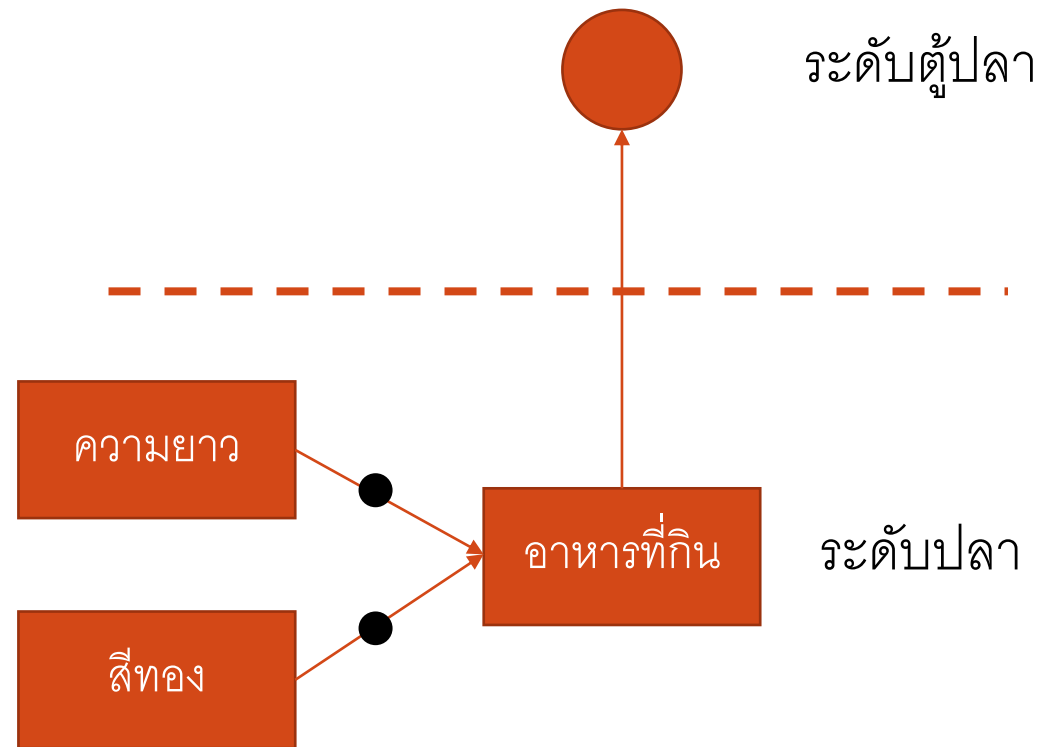 ระดับตู้ปลา
ความยาว
อาหารที่กิน
ระดับปลา
สีทอง